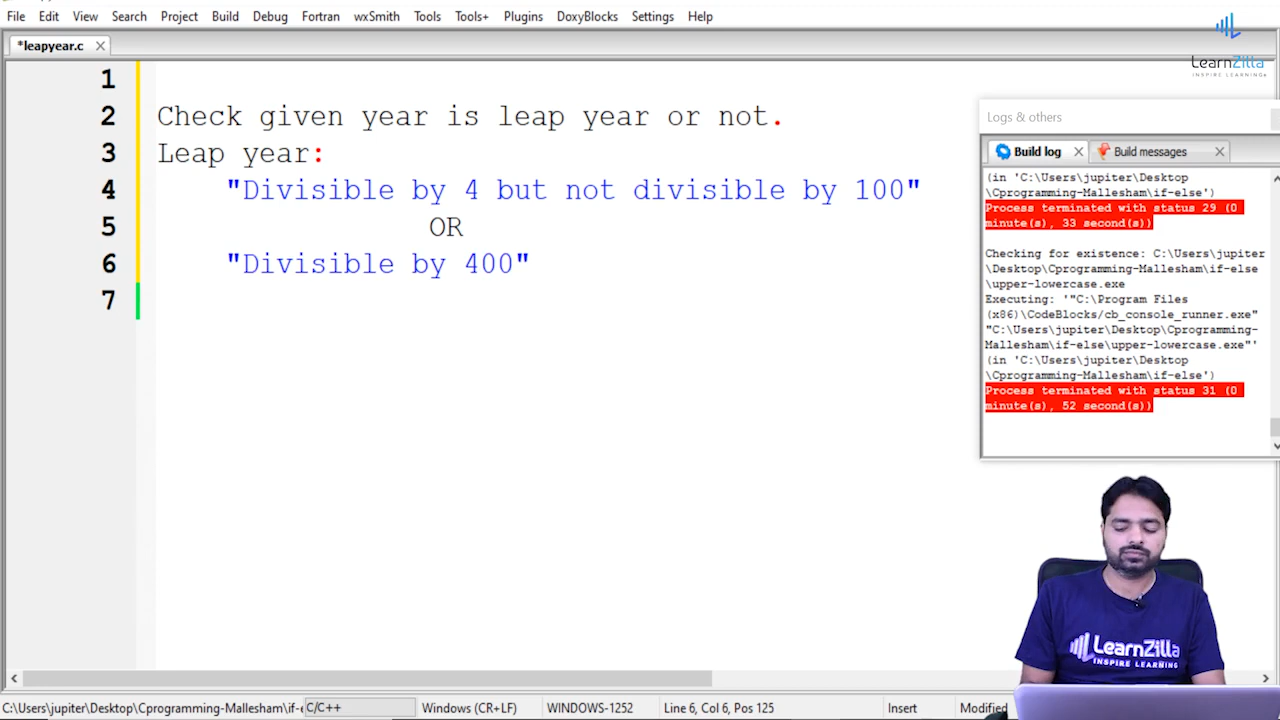 File Edit View Search Project Build Debug Fortran wxSmith Tools Tools+ Plugins DoxyBlocks Settings Help
*leapyear.c
LearnZilla
INSPIRE LEARNING
1
2 Check given year is leap year or not.
3 Leap year:
4 "Divisible by 4 but not divisible by 100"
5 OR
6 "Divisible by 400"
7
Logs & others
Build log Build messages
(in 'C:\Users\jupiter\Desktop
\Cprogramming-Mallesham\if-else')
Process terminated with status 29 (0
minute(s), 33 second(s))
Checking for existence: C:\Users\jupiter
\Desktop\Cprogramming-Mallesham\if-else
\upper-lowercase.exe
Executing: '"C:\Program Files
(x86)\CodeBlocks/cb_console_runner.exe"
"C:\Users\jupiter\Desktop\Cprogramming-
Mallesham\if-else\upper-lowercase.exe"'
(in 'C:\Users\jupiter\Desktop
\Cprogramming-Mallesham\if-else')
Process terminated with status 31 (0
minute(s), 52 second(s))
LearnZilla
INSPIRE LEARNING
C:\Users\jupiter\Desktop\Cprogramming-Mallesham\if-e C/C++ Windows (CR+LF) WINDOWS-1252 Line 6, Col 6, Pos 125 Insert Modified